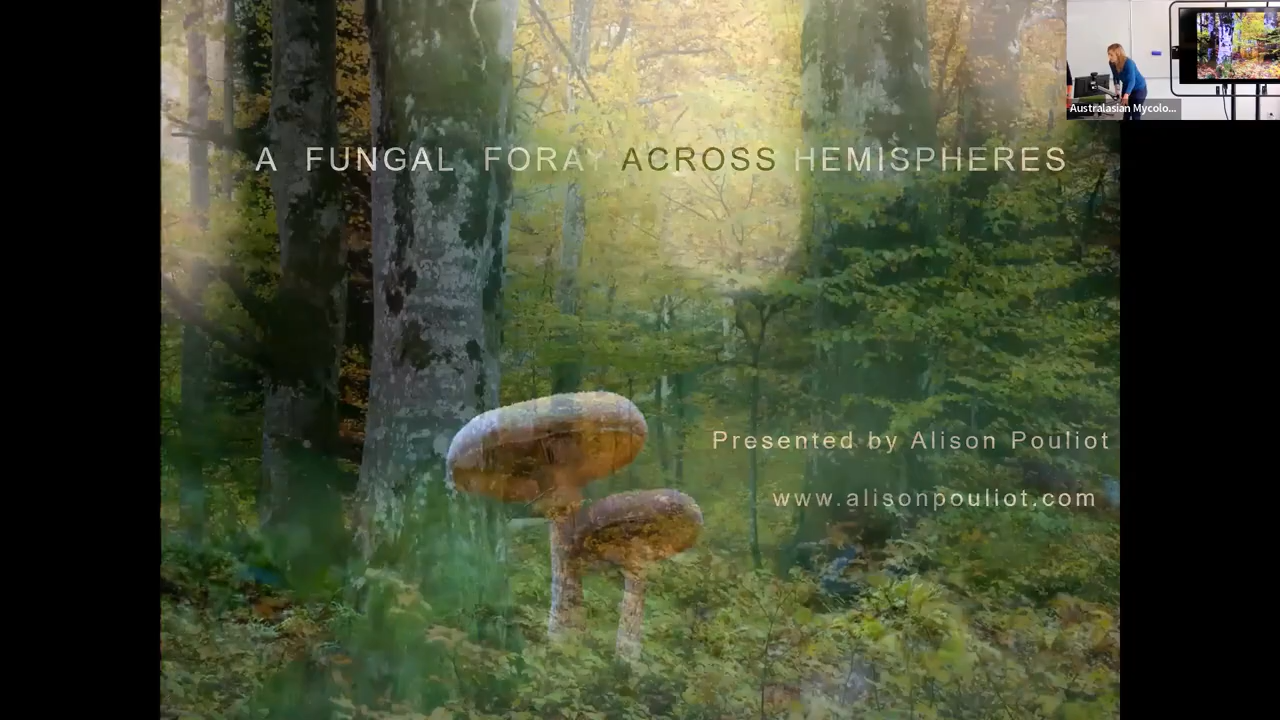 Australasian Mycolo...
A FUNGAL FORAY ACROSS HEMISPHERES
Presented by Alison Pouliot
www.alisonpouliot.com